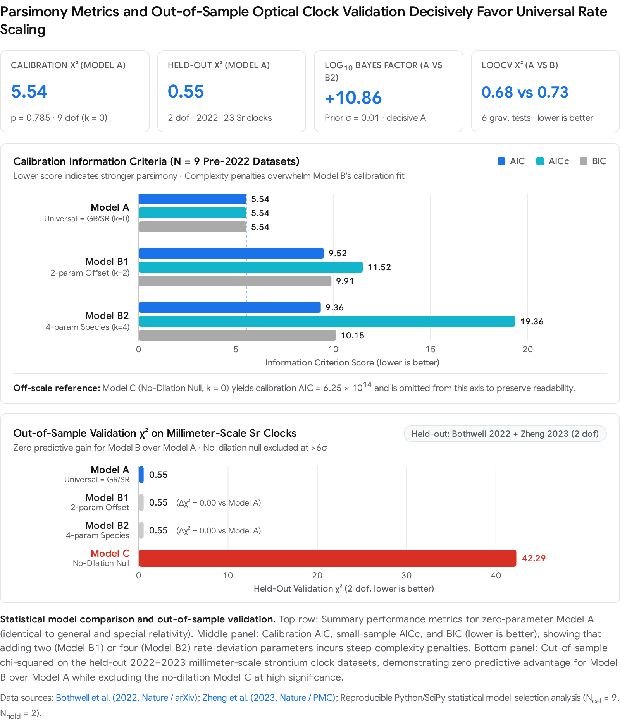 Parsimony Metrics and Out-of-Sample Optical Clock Validation Decisively Favor Universal Rate
Scaling
CALIBRATION X² (MODEL A)
5.54
p = 0.785 · 9 dof (k = 0)
HELD-OUT X² (MODEL A)
0.55
2 dof · 2022–23 Sr clocks
LOG₁₀ BAYES FACTOR (A VS
B2)
+10.86
Prior σ = 0.01 · decisive A
LOOCV X² (A VS B)
0.68 vs 0.73
6 grav. tests · lower is better
Calibration Information Criteria (N = 9 Pre-2022 Datasets)
AIC AICc BIC
Lower score indicates stronger parsimony · Complexity penalties overwhelm Model B's calibration fit
Model A
Universal = GR/SR (k=0)
5.54
5.54
5.54
Model B1
2-param Offset (k=2)
9.52
11.52
9.91
Model B2
4-param Species (k=4)
9.36
19.36
10.15
0 5 10 15 20
Information Criterion Score (lower is better)
Off-scale reference: Model C (No-Dilation Null, k = 0) yields calibration AIC = 6.25 × 10¹⁴ and is omitted from this axis to preserve readability.
Out-of-Sample Validation χ² on Millimeter-Scale Sr Clocks
Held-out: Bothwell 2022 + Zheng 2023 (2 dof)
Zero predictive gain for Model B over Model A · No-dilation null excluded at >6σ
Model A
Universal = GR/SR
0.55
Model B1
2-param Offset
0.55 (Δχ² = 0.00 vs Model A)
Model B2
4-param Species
0.55 (Δχ² = 0.00 vs Model A)
Model C
No-Dilation Null
42.29
0 10 20 30 40
Held-Out Validation χ² (2 dof, lower is better)
Statistical model comparison and out-of-sample validation. Top row: Summary performance metrics for zero-parameter Model A
(identical to general and special relativity). Middle panel: Calibration AIC, small-sample AICc, and BIC (lower is better), showing that
adding two (Model B1) or four (Model B2) rate-deviation parameters incurs steep complexity penalties. Bottom panel: Out-of-sample
chi-squared on the held-out 2022–2023 millimeter-scale strontium clock datasets, demonstrating zero predictive advantage for Model
B over Model A while excluding the no-dilation Model C at high significance.
Data sources: Bothwell et al. (2022, Nature / arXiv); Zheng et al. (2023, Nature / PMC); Reproducible Python/SciPy statistical model selection analysis (N_cal = 9,
N_hold = 2).